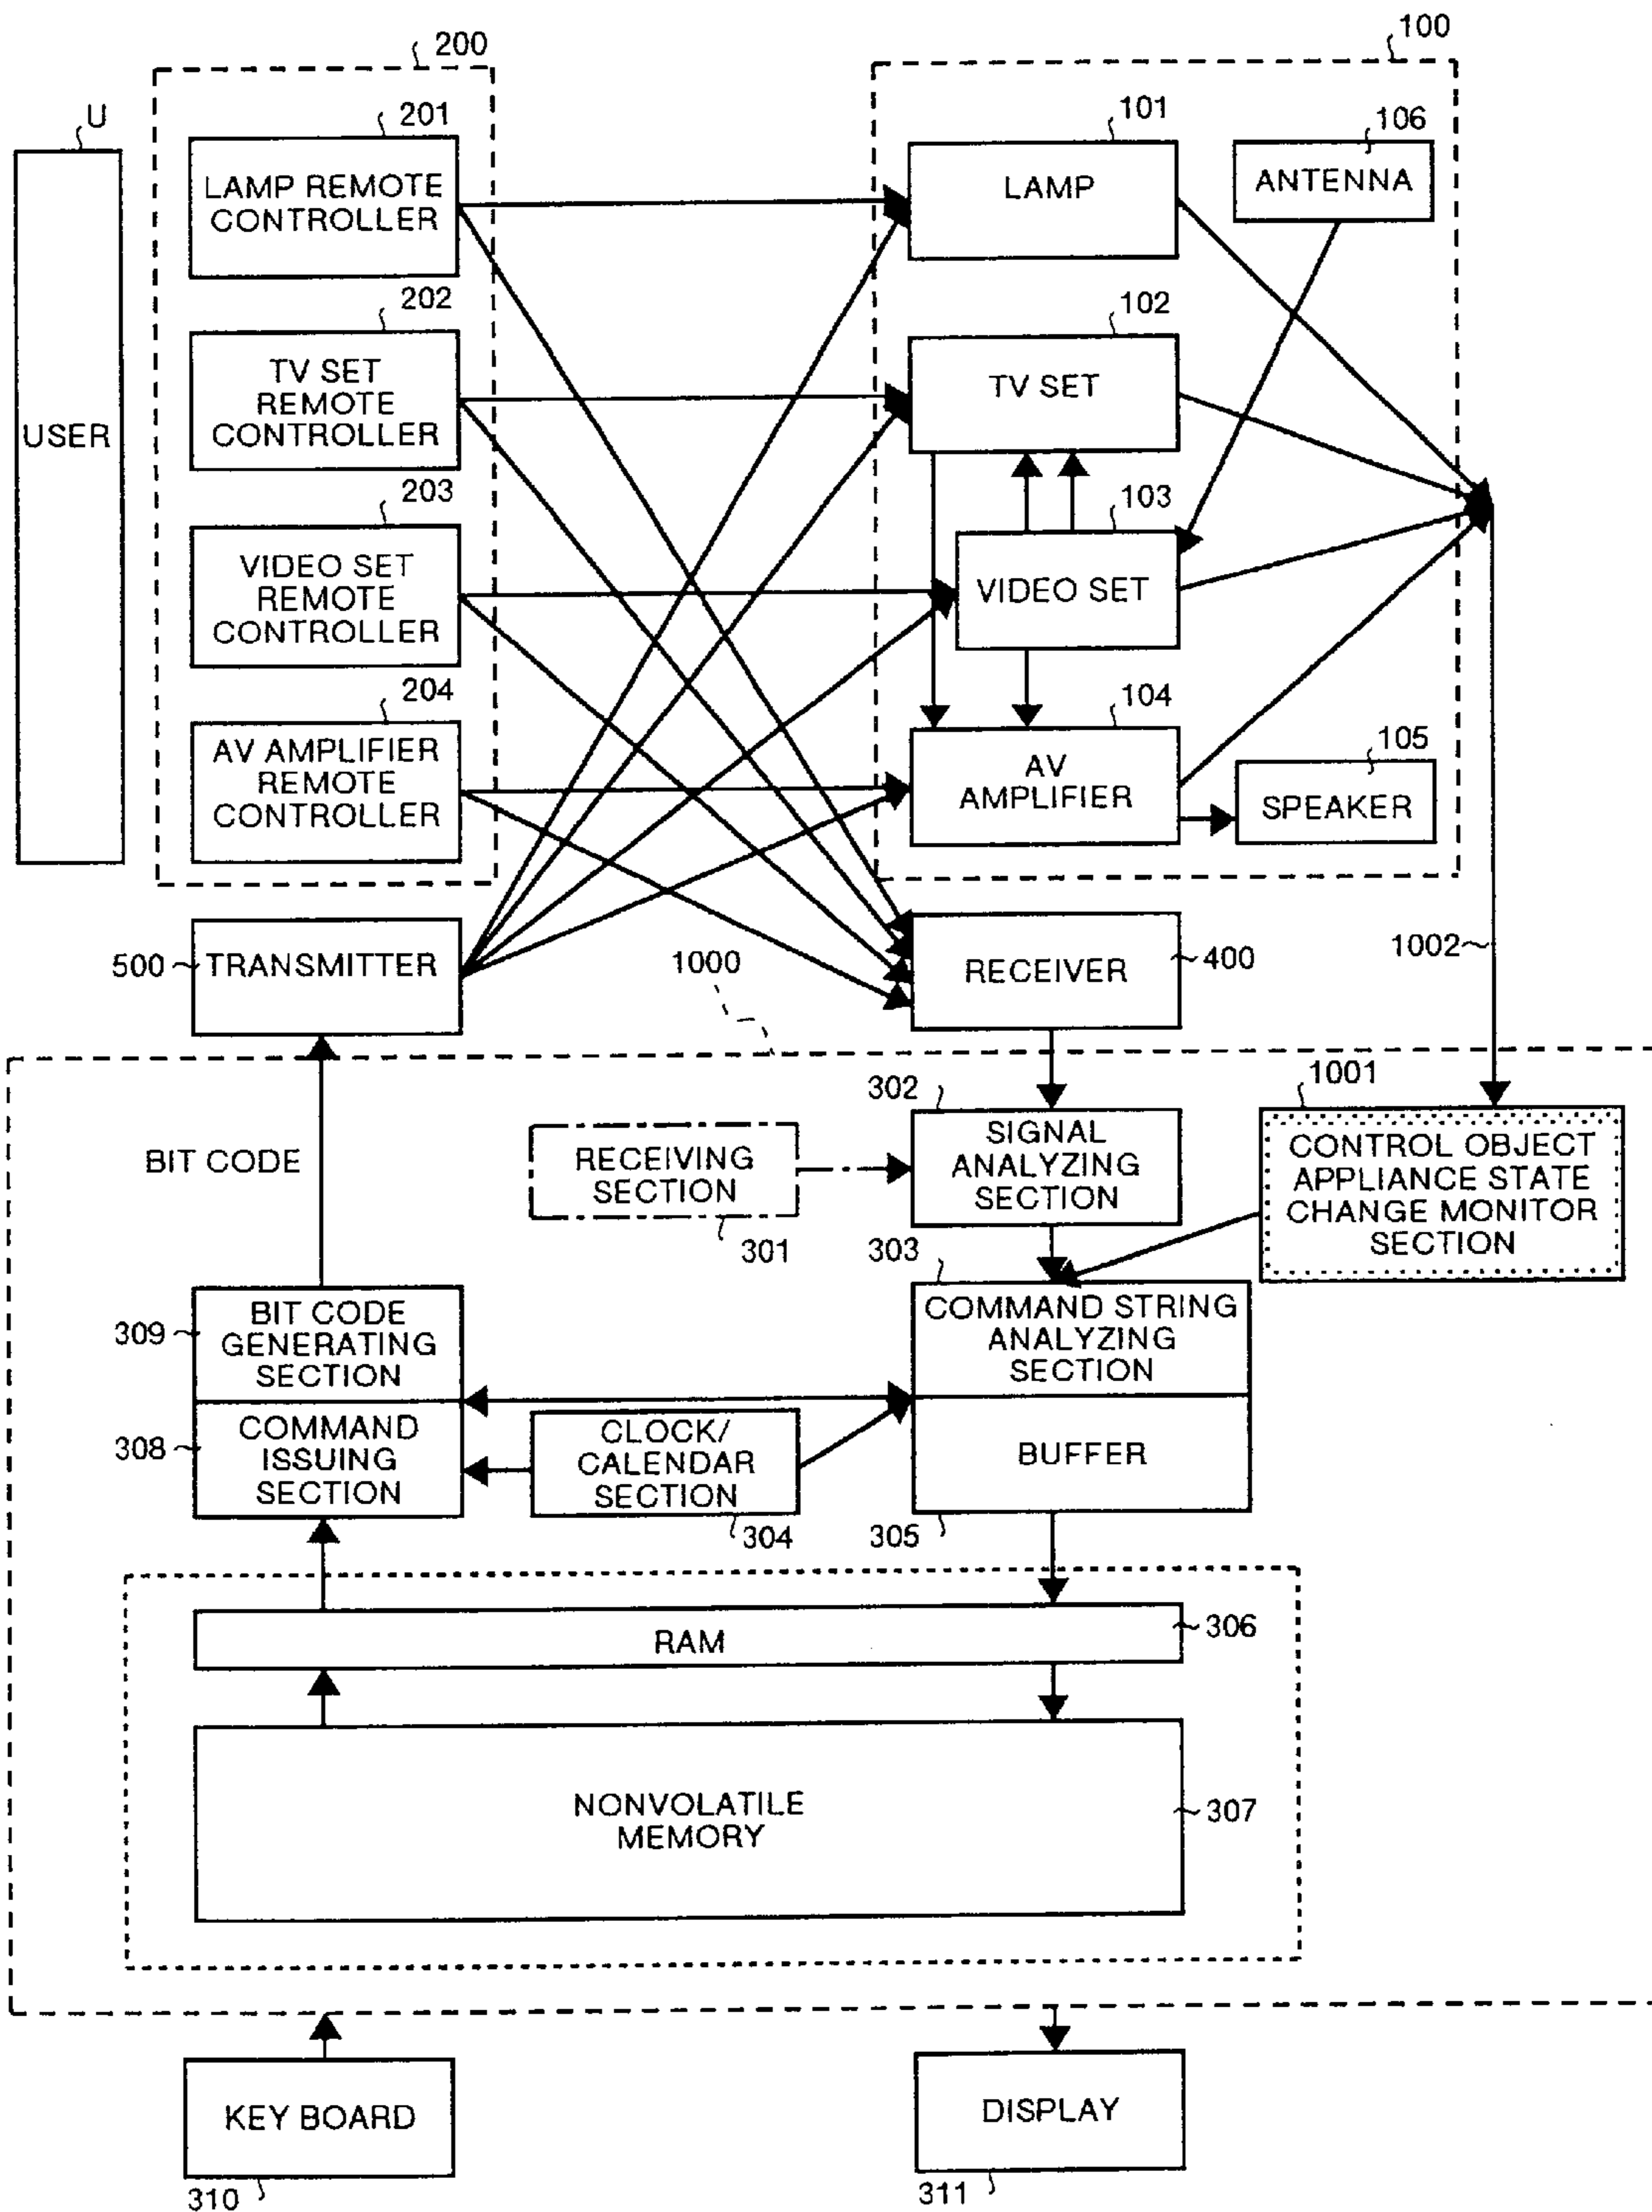 200
100
U
201
101
106
LAMP REMOTE
CONTROLLER
LAMP
ANTENNA
202
102
USER
TV SET
REMOTE
CONTROLLER
TV SET
203
103
VIDEO SET
REMOTE
CONTROLLER
VIDEO SET
204
104
105
AV AMPLIFIER
REMOTE
CONTROLLER
AV
AMPLIFIER
SPEAKER
500
TRANSMITTER
1000
RECEIVER
400
1002
302
1001
BIT CODE
RECEIVING
SECTION
301
SIGNAL
ANALYZING
SECTION
CONTROL OBJECT
APPLIANCE STATE
CHANGE MONITOR
SECTION
303
309
BIT CODE
GENERATING
SECTION
COMMAND STRING
ANALYZING
SECTION
308
COMMAND
ISSUING
SECTION
CLOCK/
CALENDAR
SECTION
304
BUFFER
305
RAM
306
NONVOLATILE
MEMORY
307
KEY BOARD
310
DISPLAY
311